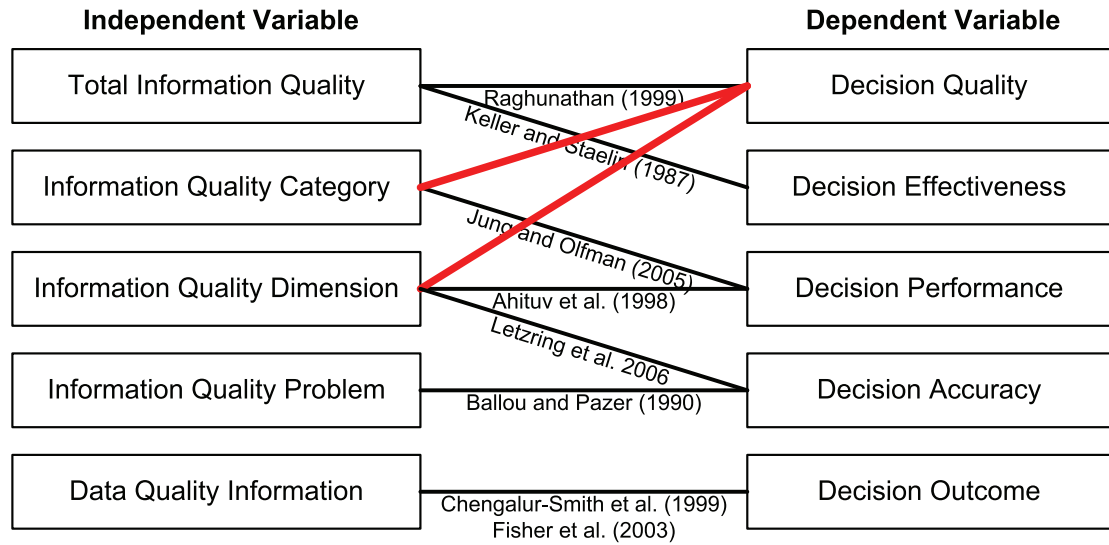 Independent Variable
Dependent Variable
Total Information Quality
Raghunathan (1999)
Decision Quality
Keller and Staelin (1987)
Information Quality Category
Decision Effectiveness
Jung and Olfman (2005)
Information Quality Dimension
Ahituv et al. (1998)
Decision Performance
Letzring et al. 2006
Information Quality Problem
Ballou and Pazer (1990)
Decision Accuracy
Data Quality Information
Chengalur-Smith et al. (1999)
Fisher et al. (2003)
Decision Outcome